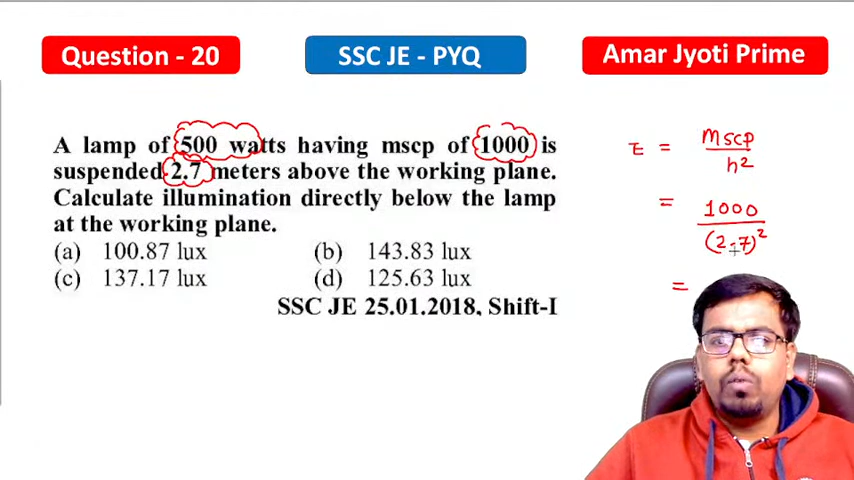 Question - 20
SSC JE - PYQ
Amar Jyoti Prime
A lamp of 500 watts having mscp of 1000 is
suspended 2.7 meters above the working plane.
Calculate illumination directly below the lamp
at the working plane.
(a) 100.87 lux
(b) 143.83 lux
(c) 137.17 lux
(d) 125.63 lux
SSC JE 25.01.2018, Shift-I
E = MSCP / h²
= 1000 / (2.7)²
=